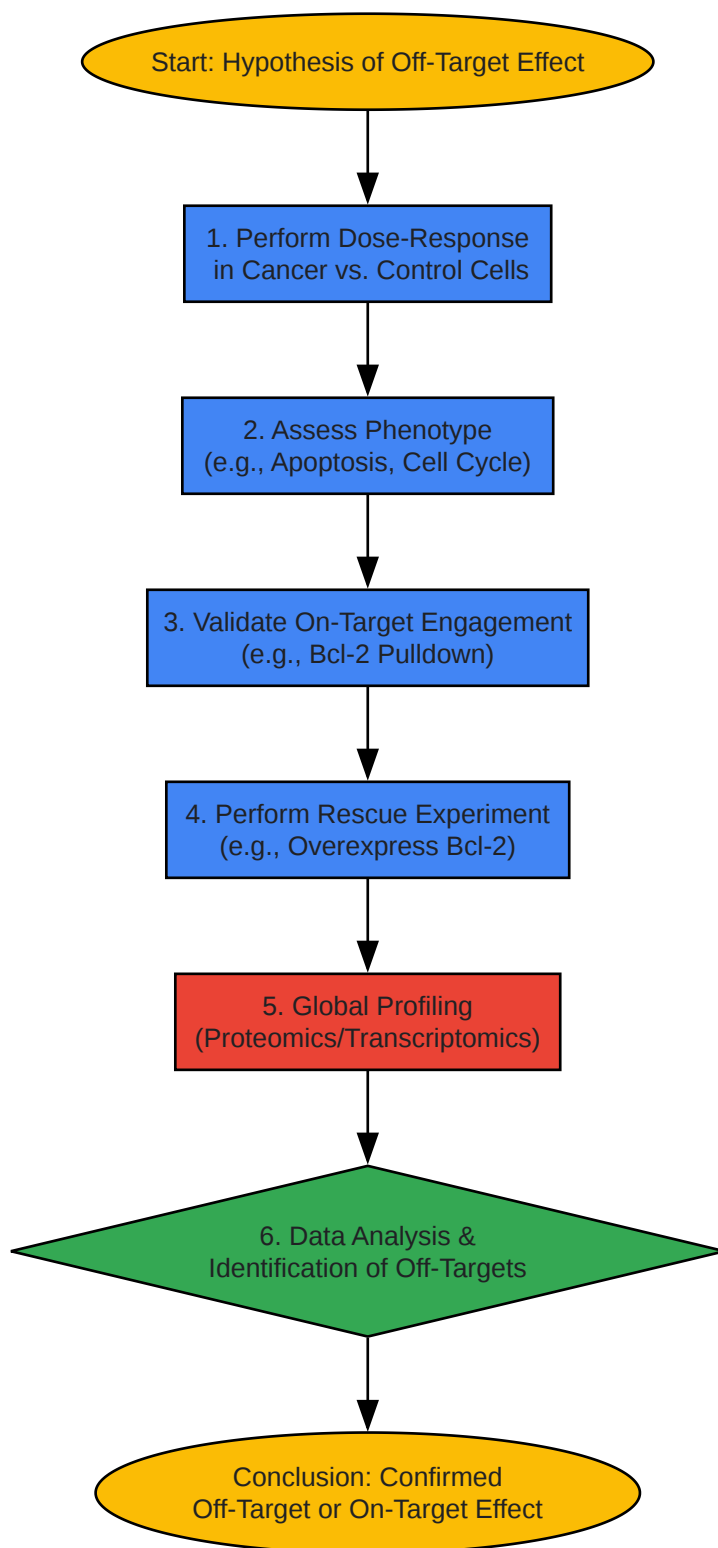 Start: Hypothesis of Off-Target Effect
1. Perform Dose-Response
in Cancer vs. Control Cells
2. Assess Phenotype
(e.g., Apoptosis, Cell Cycle)
3. Validate On-Target Engagement
(e.g., Bcl-2 Pulldown)
4. Perform Rescue Experiment
(e.g., Overexpress Bcl-2)
5. Global Profiling
(Proteomics/Transcriptomics)
6. Data Analysis &
Identification of Off-Targets
Conclusion: Confirmed
Off-Target or On-Target Effect